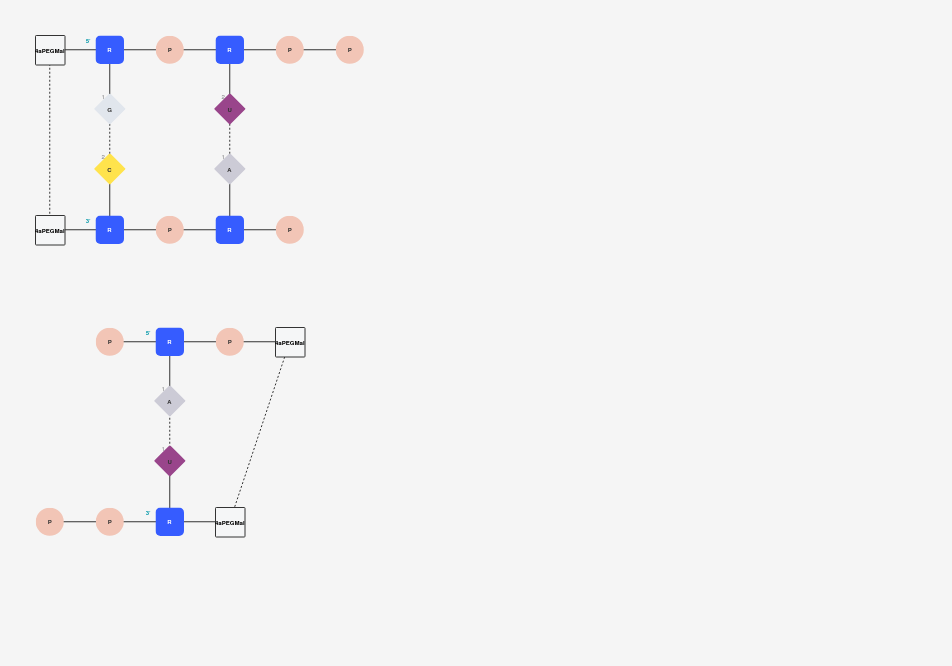 5'
4aPEGMal R P R P P
1 2
G U
2 1
C A
3'
4aPEGMal R P R P
5'
P R P 4aPEGMal
1
A
1
U
3'
P P R 4aPEGMal